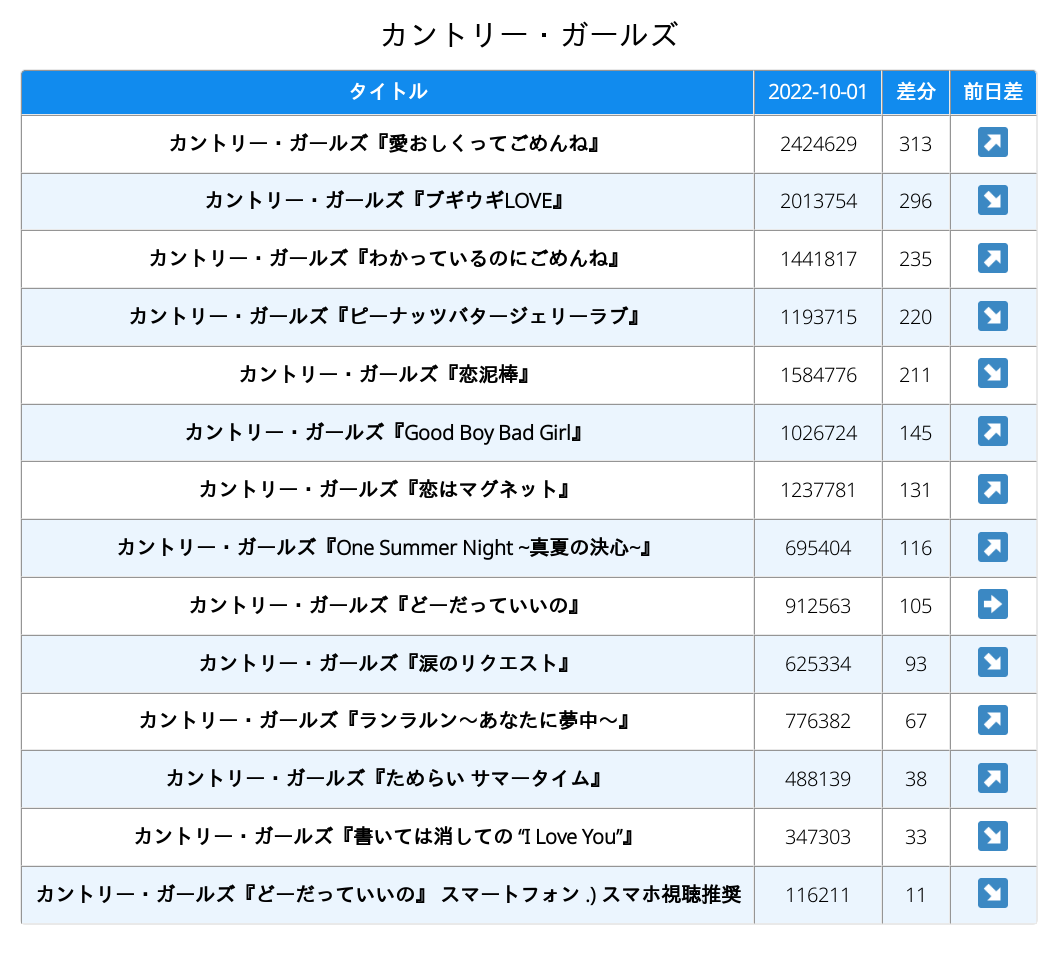 カントリー・ガールズ
タイトル 2022-10-01 差分 前日差
カントリー・ガールズ『愛おしくってごめんね』 2424629 313 ↗
カントリー・ガールズ『ブギウギLOVE』 2013754 296 ↘
カントリー・ガールズ『わかっているのにごめんね』 1441817 235 ↗
カントリー・ガールズ『ピーナッツバタージェリーラブ』 1193715 220 ↘
カントリー・ガールズ『恋泥棒』 1584776 211 ↘
カントリー・ガールズ『Good Boy Bad Girl』 1026724 145 ↗
カントリー・ガールズ『恋はマグネット』 1237781 131 ↗
カントリー・ガールズ『One Summer Night ~真夏の決心~』 695404 116 ↗
カントリー・ガールズ『どーだっていいの』 912563 105 ➡
カントリー・ガールズ『涙のリクエスト』 625334 93 ↘
カントリー・ガールズ『ランラルン〜あなたに夢中〜』 776382 67 ↗
カントリー・ガールズ『ためらい サマータイム』 488139 38 ↗
カントリー・ガールズ『書いては消しての “I Love You”』 347303 33 ↘
カントリー・ガールズ『どーだっていいの』 スマートフォン .) スマホ視聴推奨 116211 11 ↘